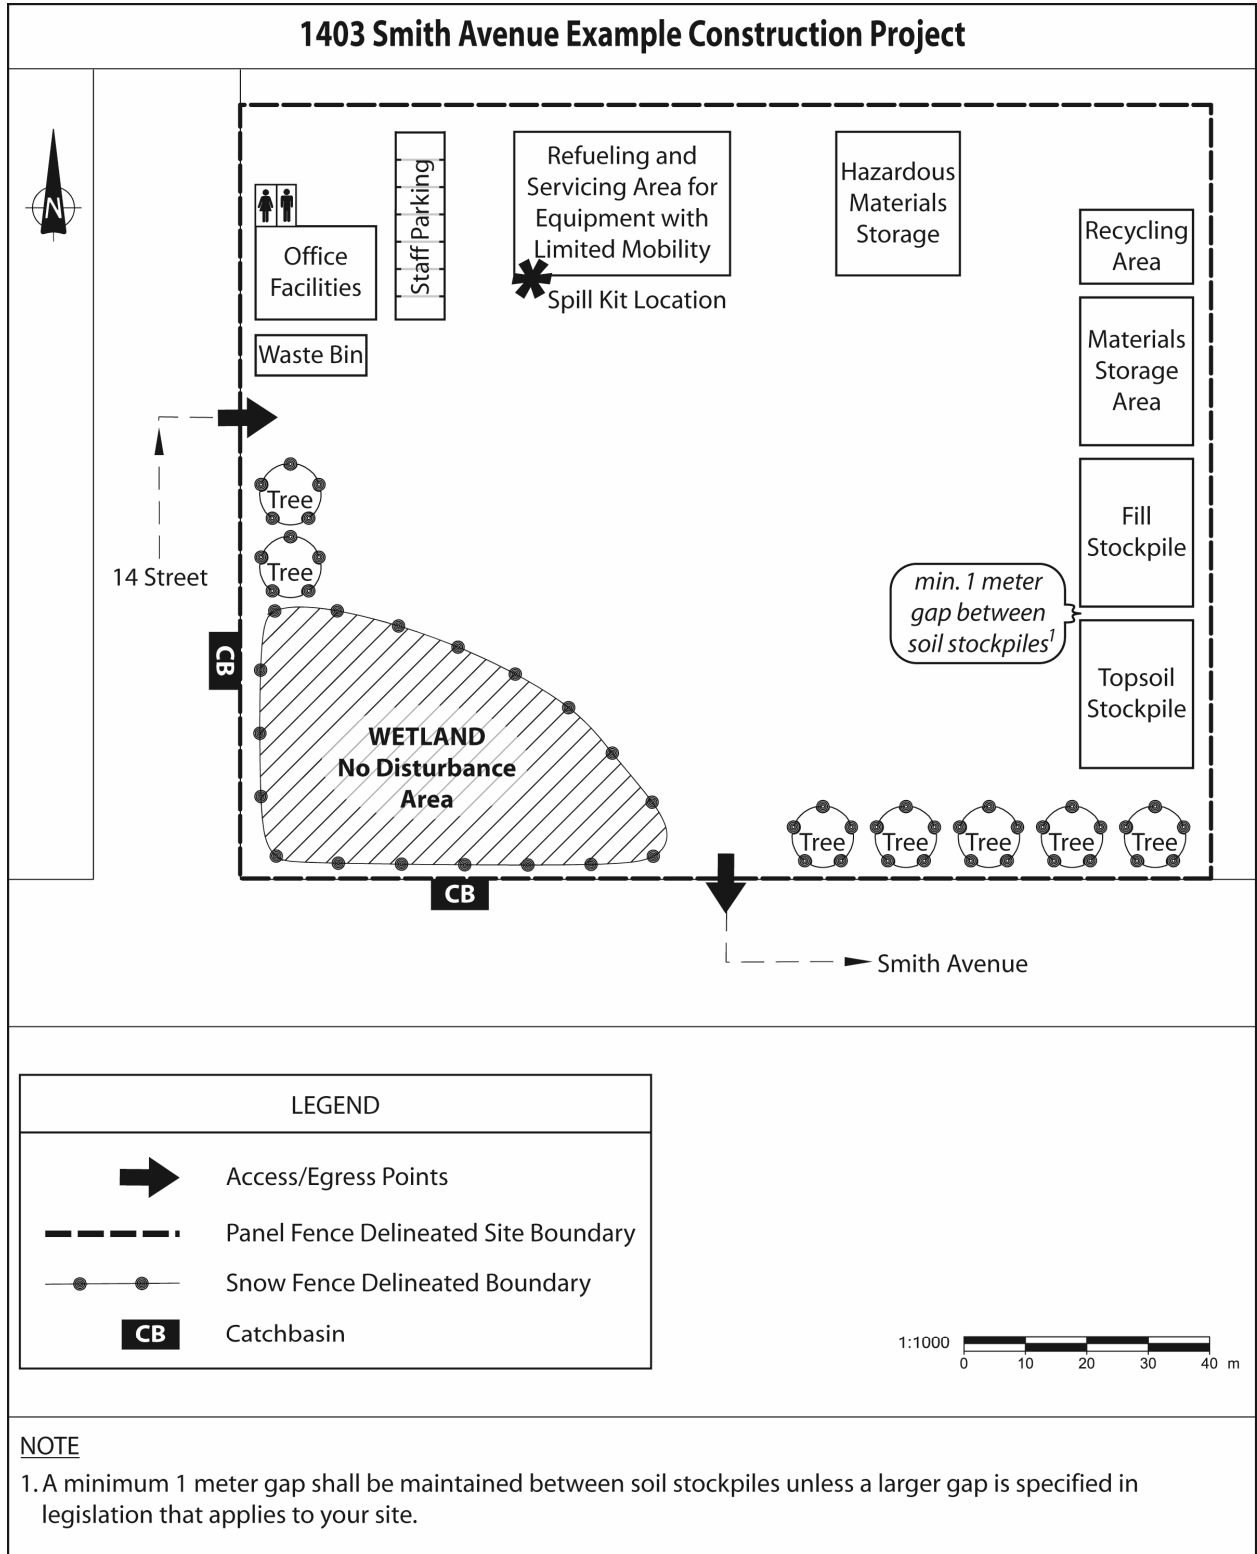 1403 Smith Avenue Example Construction Project
N
Staff Parking
Refueling and
Servicing Area for
Equipment with
Limited Mobility
Spill Kit Location
Hazardous
Materials
Storage
Recycling
Area
Office
Facilities
Waste Bin
Materials
Storage
Area
Tree
Tree
14 Street
Fill
Stockpile
min. 1 meter
gap between
soil stockpiles1
CB
Topsoil
Stockpile
WETLAND
No Disturbance
Area
Tree
Tree
Tree
Tree
Tree
CB
Smith Avenue
LEGEND
Access/Egress Points
Panel Fence Delineated Site Boundary
Snow Fence Delineated Boundary
CB Catchbasin
1:1000
0 10 20 30 40 m
NOTE
1. A minimum 1 meter gap shall be maintained between soil stockpiles unless a larger gap is specified in
legislation that applies to your site.